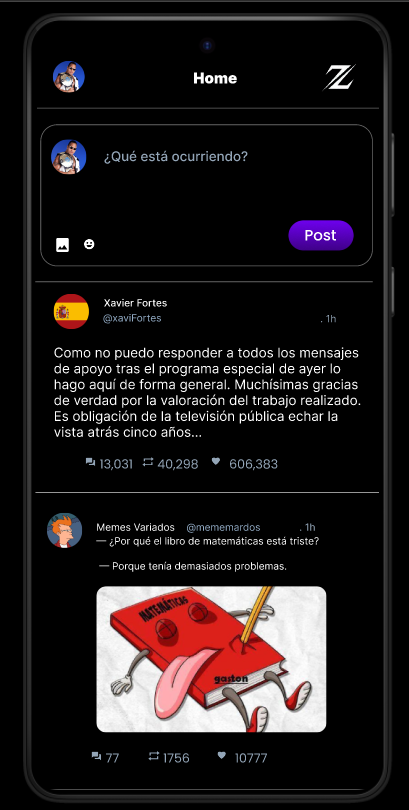 Home
Z
¿Qué está ocurriendo?
Post
Xavier Fortes
@xaviFortes
. 1h
Como no puedo responder a todos los mensajes
de apoyo tras el programa especial de ayer lo
hago aquí de forma general. Muchísimas gracias
de verdad por la valoración del trabajo realizado.
Es obligación de la televisión pública echar la
vista atrás cinco años...
13,031 40,298 606,383
Memes Variados @mememardos . 1h
— ¿Por qué el libro de matemáticas está triste?
— Porque tenía demasiados problemas.
MATEMÁTICAS
gaston
77 1756 10777